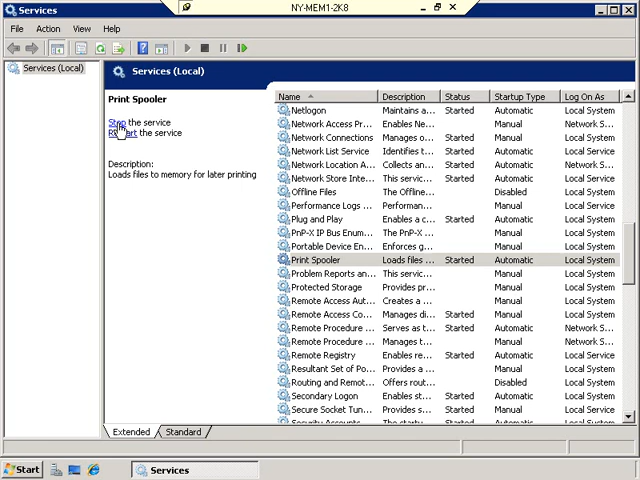 NY-MEM1-2K8
Services
File Action View Help
Services (Local)
Services (Local)
Print Spooler
Stop the service
Restart the service
Description:
Loads files to memory for later printing
Name Description Status Startup Type Log On As
Netlogon Maintains a... Started Automatic Local System
Network Access Pr... Enables Ne... Manual Network S...
Network Connections Manages o... Started Manual Local System
Network List Service Identifies t... Started Automatic Local Service
Network Location A... Collects an... Started Automatic Network S...
Network Store Inte... This servic... Started Automatic Local Service
Offline Files The Offline... Disabled Local System
Performance Logs ... Performan... Manual Local Service
Plug and Play Enables a c... Started Automatic Local System
PnP-X IP Bus Enum... The PnP-X ... Manual Local System
Portable Device En... Enforces g... Manual Local System
Print Spooler Loads files ... Started Automatic Local System
Problem Reports an... This servic... Manual Local System
Protected Storage Provides pr... Manual Local System
Remote Access Aut... Creates a ... Manual Local System
Remote Access Co... Manages di... Started Manual Local System
Remote Procedure ... Serves as t... Started Automatic Network S...
Remote Procedure ... Manages t... Manual Network S...
Remote Registry Enables re... Started Automatic Local Service
Resultant Set of Po... Provides a ... Manual Local System
Routing and Remot... Offers rout... Disabled Local System
Secondary Logon Enables st... Started Automatic Local System
Secure Socket Tun... Provides s... Started Manual Local Service
Security Accounts ... The startu... Started Automatic Local System
Extended Standard
Start Services